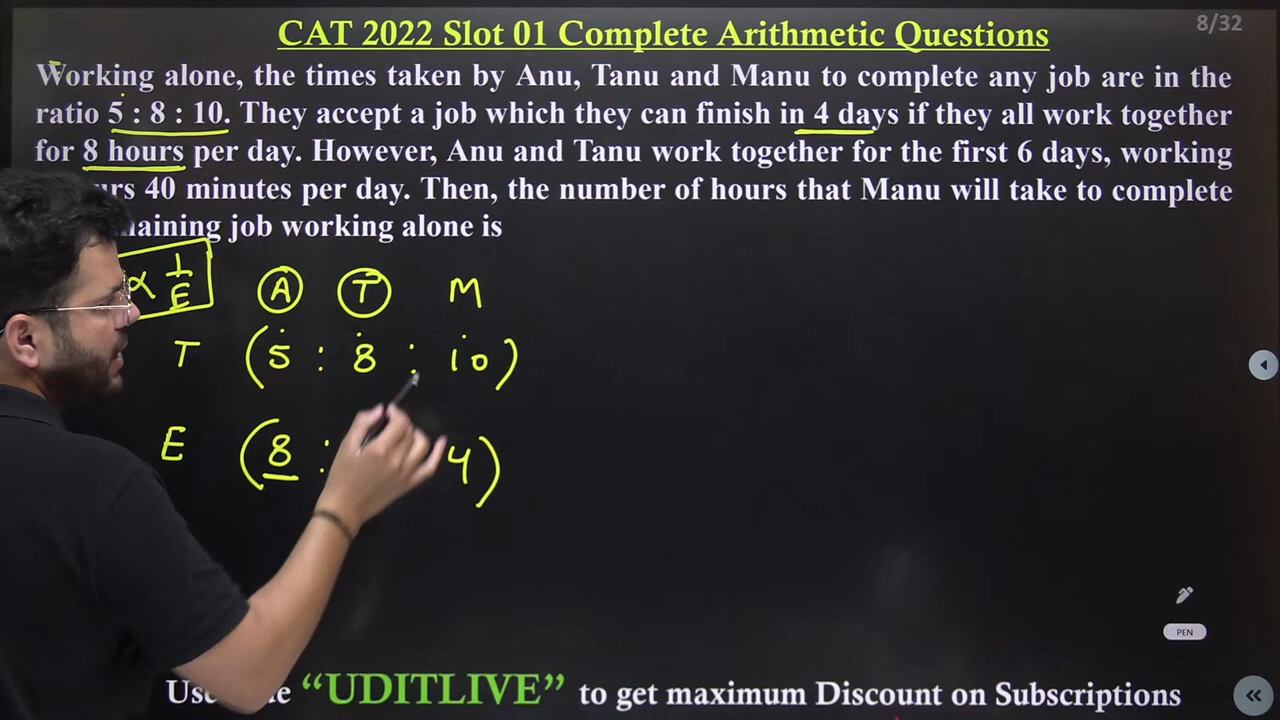 8/32
CAT 2022 Slot 01 Complete Arithmetic Questions
Working alone, the times taken by Anu, Tanu and Manu to complete any job are in the
ratio 5 : 8 : 10. They accept a job which they can finish in 4 days if they all work together
for 8 hours per day. However, Anu and Tanu work together for the first 6 days, working
40 minutes per day. Then, the number of hours that Manu will take to complete
job working alone is
∝ 1/E
A T M
T (5 : 8 : 10)
E (8 : 4)
PEN
“UDITLIVE” to get maximum Discount on Subscriptions